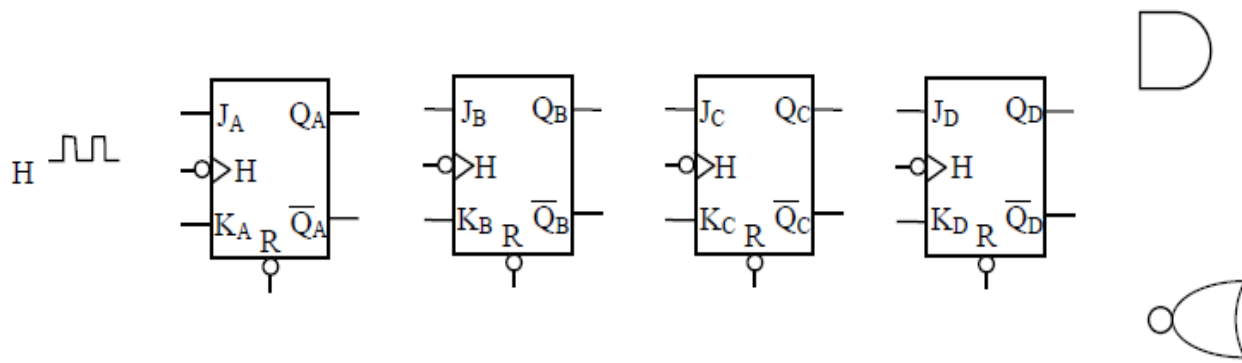 J_A Q_A J_B Q_B J_C Q_C J_D Q_D
H H H H H
K_A Q̅_A K_B Q̅_B K_C Q̅_C K_D Q̅_D
R R R R